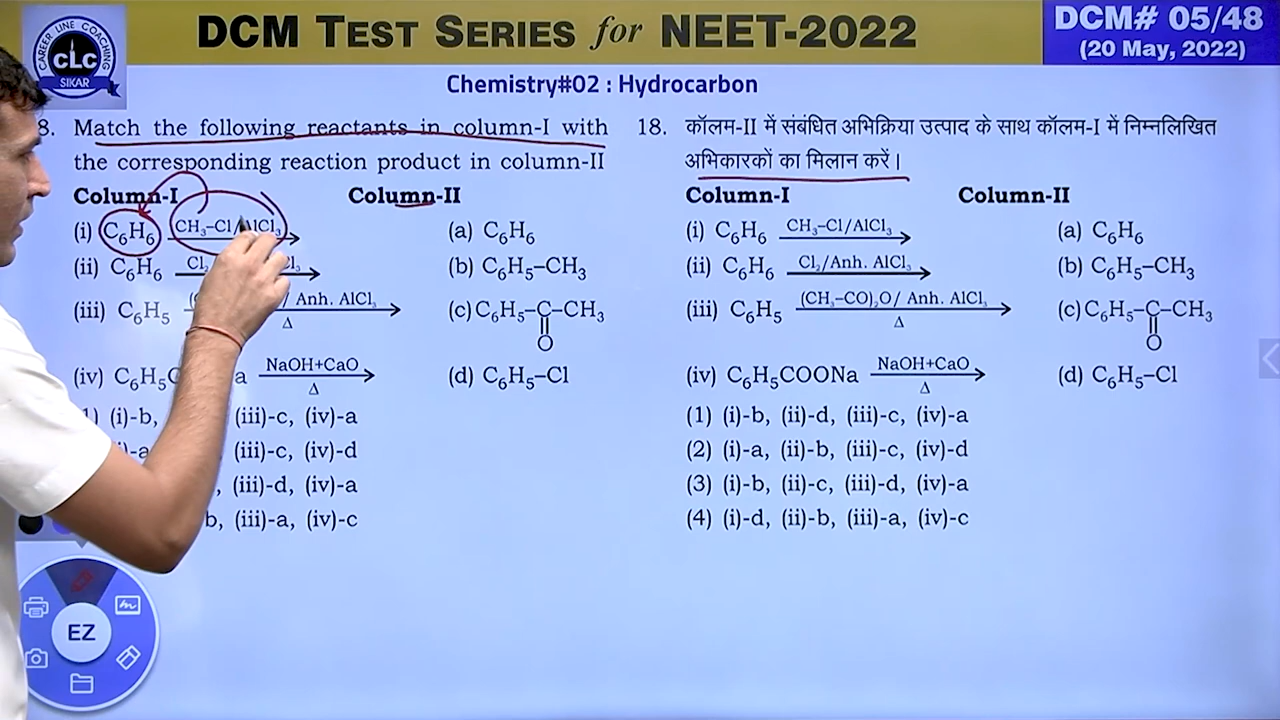 CAREER LINE COACHING
CLC
SIKAR
DCM TEST SERIES for NEET-2022
DCM# 05/48
(20 May, 2022)
Chemistry#02 : Hydrocarbon
8. Match the following reactants in column-I with
the corresponding reaction product in column-II
Column-I Column-II
(i) C₆H₆ CH₃–Cl/AlCl₃ (a) C₆H₆
(ii) C₆H₆ Cl₂ (b) C₆H₅–CH₃
(iii) C₆H₅ / Anh. AlCl₃ Δ (c) C₆H₅–C–CH₃
O
(iv) C₆H₅ a NaOH+CaO Δ (d) C₆H₅–Cl
(i)-b, (iii)-c, (iv)-a
(iii)-c, (iv)-d
, (iii)-d, (iv)-a
b, (iii)-a, (iv)-c
18. कॉलम-II में संबंधित अभिक्रिया उत्पाद के साथ कॉलम-I में निम्नलिखित
अभिकारकों का मिलान करें।
Column-I Column-II
(i) C₆H₆ CH₃–Cl/AlCl₃ (a) C₆H₆
(ii) C₆H₆ Cl₂/Anh. AlCl₃ (b) C₆H₅–CH₃
(iii) C₆H₅ (CH₃–CO)₂O/ Anh. AlCl₃ Δ (c) C₆H₅–C–CH₃
O
(iv) C₆H₅COONa NaOH+CaO Δ (d) C₆H₅–Cl
(1) (i)-b, (ii)-d, (iii)-c, (iv)-a
(2) (i)-a, (ii)-b, (iii)-c, (iv)-d
(3) (i)-b, (ii)-c, (iii)-d, (iv)-a
(4) (i)-d, (ii)-b, (iii)-a, (iv)-c
EZ